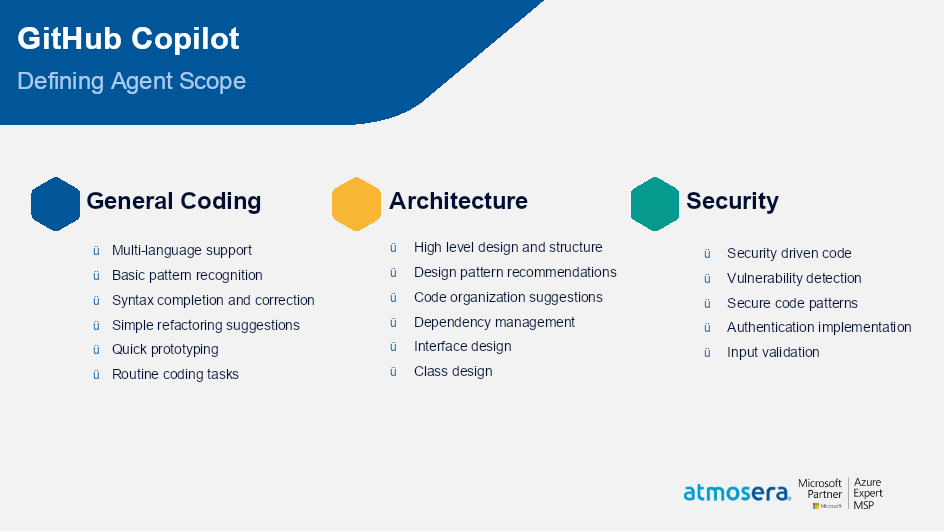 GitHub Copilot
Defining Agent Scope
General Coding
ü Multi-language support
ü Basic pattern recognition
ü Syntax completion and correction
ü Simple refactoring suggestions
ü Quick prototyping
ü Routine coding tasks
Architecture
ü High level design and structure
ü Design pattern recommendations
ü Code organization suggestions
ü Dependency management
ü Interface design
ü Class design
Security
ü Security driven code
ü Vulnerability detection
ü Secure code patterns
ü Authentication implementation
ü Input validation
atmosera®
Microsoft
Partner
Microsoft
Azure
Expert
MSP